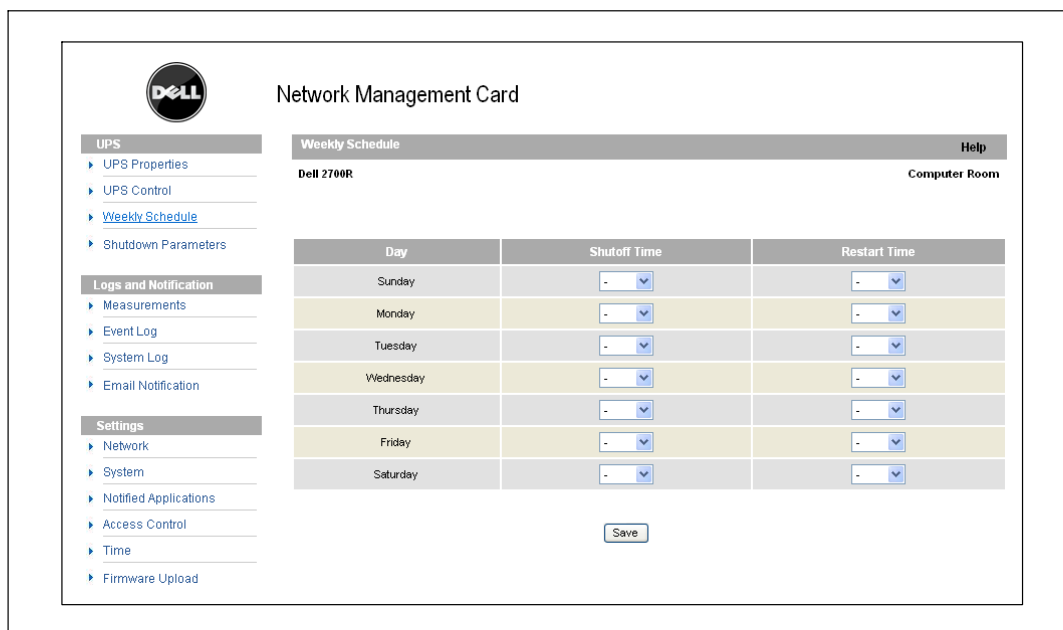 DELL
Network Management Card
UPS
UPS Properties
UPS Control
Weekly Schedule
Shutdown Parameters
Logs and Notification
Measurements
Event Log
System Log
Email Notification
Settings
Network
System
Notified Applications
Access Control
Time
Firmware Upload
Weekly Schedule Help
Dell 2700R Computer Room
Day Shutoff Time Restart Time
Sunday - -
Monday - -
Tuesday - -
Wednesday - -
Thursday - -
Friday - -
Saturday - -
Save